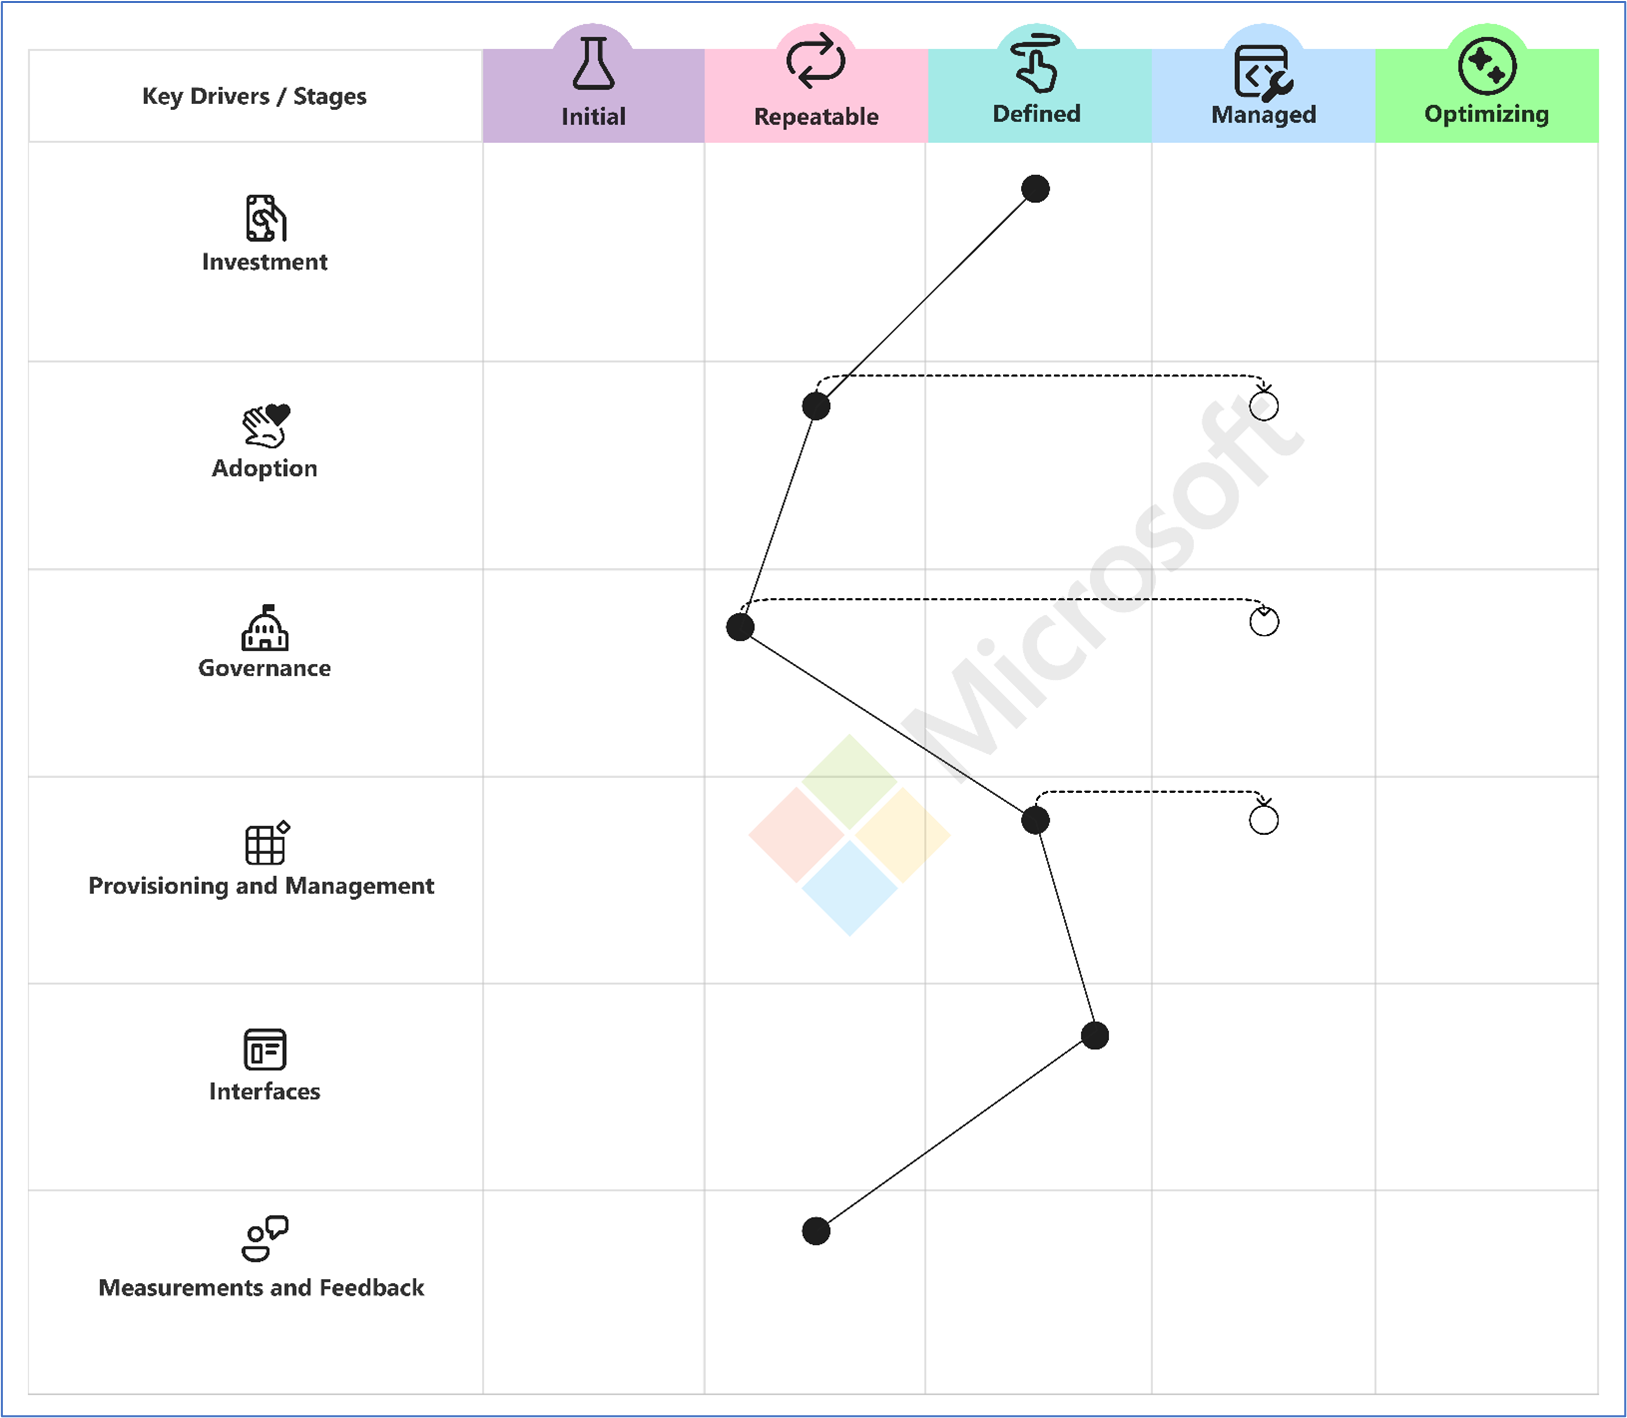 Key Drivers / Stages
Initial
Repeatable
Defined
Managed
Optimizing
Investment
Adoption
Governance
Provisioning and Management
Interfaces
Measurements and Feedback
Microsoft